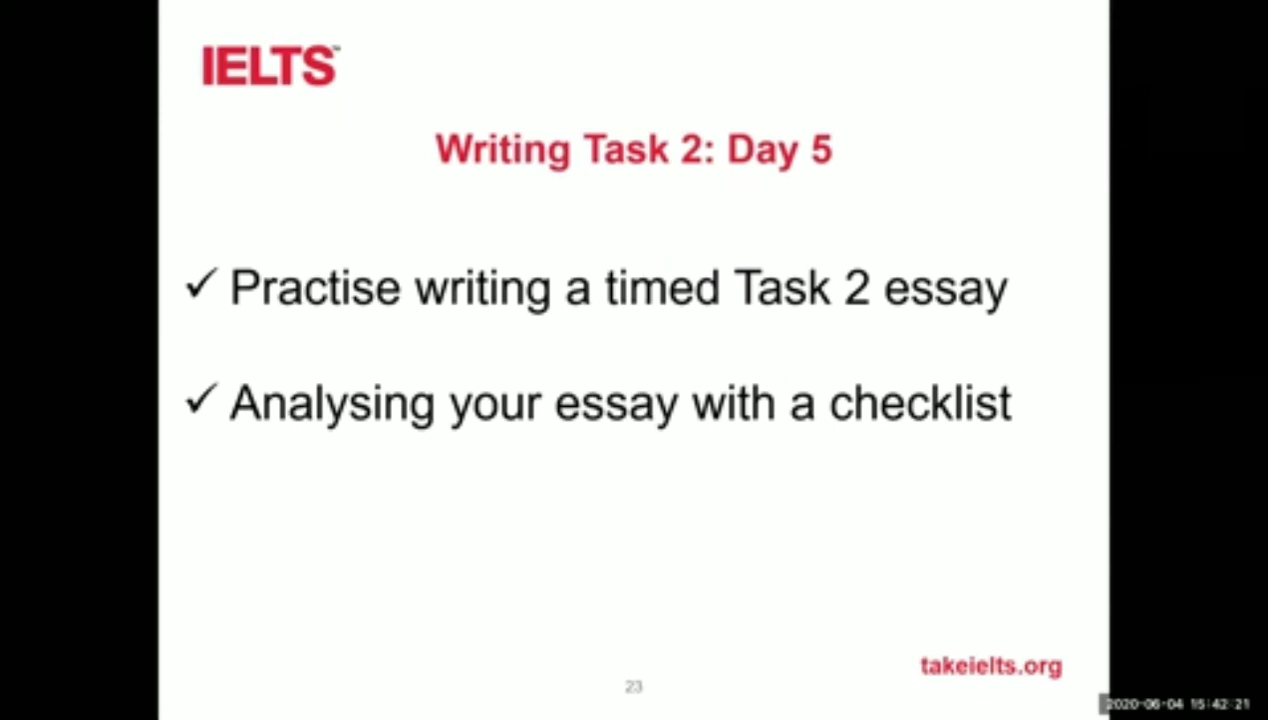 IELTS™
Writing Task 2: Day 5
✓ Practise writing a timed Task 2 essay
✓ Analysing your essay with a checklist
takeielts.org
23
2020-06-04 15:42:21